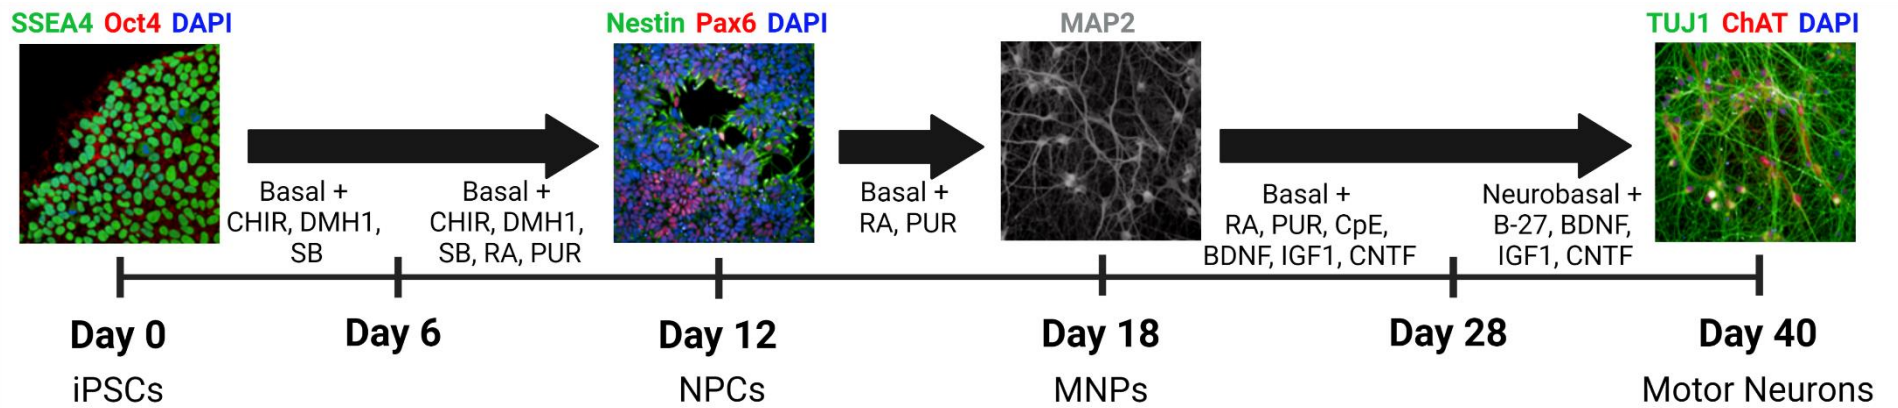 SSEA4 Oct4 DAPI
Nestin Pax6 DAPI
MAP2
TUJ1 ChAT DAPI
Basal +
CHIR, DMH1,
SB
Basal +
CHIR, DMH1,
SB, RA, PUR
Basal +
RA, PUR
Basal +
RA, PUR, CpE,
BDNF, IGF1, CNTF
Neurobasal +
B-27, BDNF,
IGF1, CNTF
Day 0
Day 6
Day 12
Day 18
Day 28
Day 40
iPSCs
NPCs
MNPs
Motor Neurons